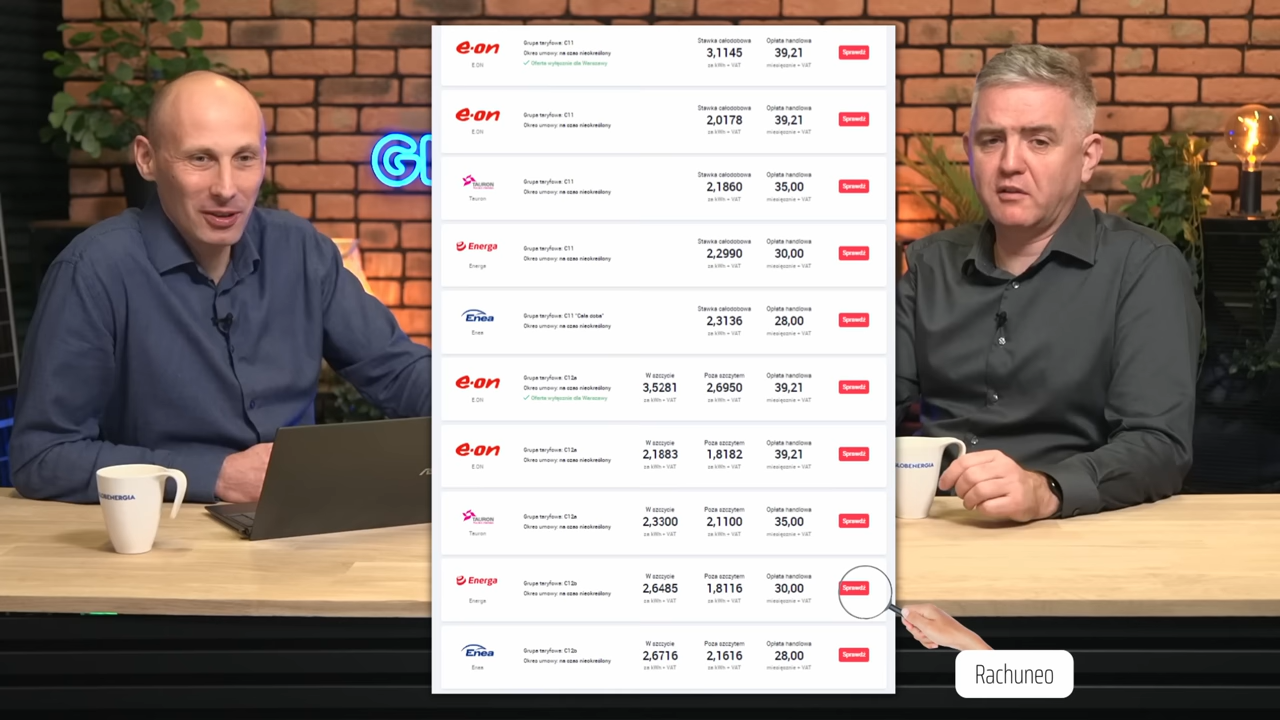 e·on
E.ON
Grupa taryfowa: C11
Okres umowy: na czas nieokreślony
Oferta wyłącznie dla Warszawy
Stawka całodobowa
3,1145
za kWh + VAT
Opłata handlowa
39,21
miesięcznie + VAT
Sprawdź
e·on
E.ON
Grupa taryfowa: C11
Okres umowy: na czas nieokreślony
Stawka całodobowa
2,0178
za kWh + VAT
Opłata handlowa
39,21
miesięcznie + VAT
Sprawdź
TAURON
Tauron
Grupa taryfowa: C11
Okres umowy: na czas nieokreślony
Stawka całodobowa
2,1860
za kWh + VAT
Opłata handlowa
35,00
miesięcznie + VAT
Sprawdź
Energa
Energa
Grupa taryfowa: C11
Okres umowy: na czas nieokreślony
Stawka całodobowa
2,2990
za kWh + VAT
Opłata handlowa
30,00
miesięcznie + VAT
Sprawdź
Enea
Enea
Grupa taryfowa: C11 "Cała doba"
Okres umowy: na czas nieokreślony
Stawka całodobowa
2,3136
za kWh + VAT
Opłata handlowa
28,00
miesięcznie + VAT
Sprawdź
e·on
E.ON
Grupa taryfowa: C12a
Okres umowy: na czas nieokreślony
Oferta wyłącznie dla Warszawy
W szczycie
3,5281
za kWh + VAT
Poza szczytem
2,6950
za kWh + VAT
Opłata handlowa
39,21
miesięcznie + VAT
Sprawdź
e·on
E.ON
Grupa taryfowa: C12a
Okres umowy: na czas nieokreślony
W szczycie
2,1883
za kWh + VAT
Poza szczytem
1,8182
za kWh + VAT
Opłata handlowa
39,21
miesięcznie + VAT
Sprawdź
TAURON
Tauron
Grupa taryfowa: C12a
Okres umowy: na czas nieokreślony
W szczycie
2,3300
za kWh + VAT
Poza szczytem
2,1100
za kWh + VAT
Opłata handlowa
35,00
miesięcznie + VAT
Sprawdź
Energa
Energa
Grupa taryfowa: C12b
Okres umowy: na czas nieokreślony
W szczycie
2,6485
za kWh + VAT
Poza szczytem
1,8116
za kWh + VAT
Opłata handlowa
30,00
miesięcznie + VAT
Sprawdź
Enea
Enea
Grupa taryfowa: C12b
Okres umowy: na czas nieokreślony
W szczycie
2,6716
za kWh + VAT
Poza szczytem
2,1616
za kWh + VAT
Opłata handlowa
28,00
miesięcznie + VAT
Sprawdź
GL
LOBENERGIA
LOBENERGIA
Rachuneo